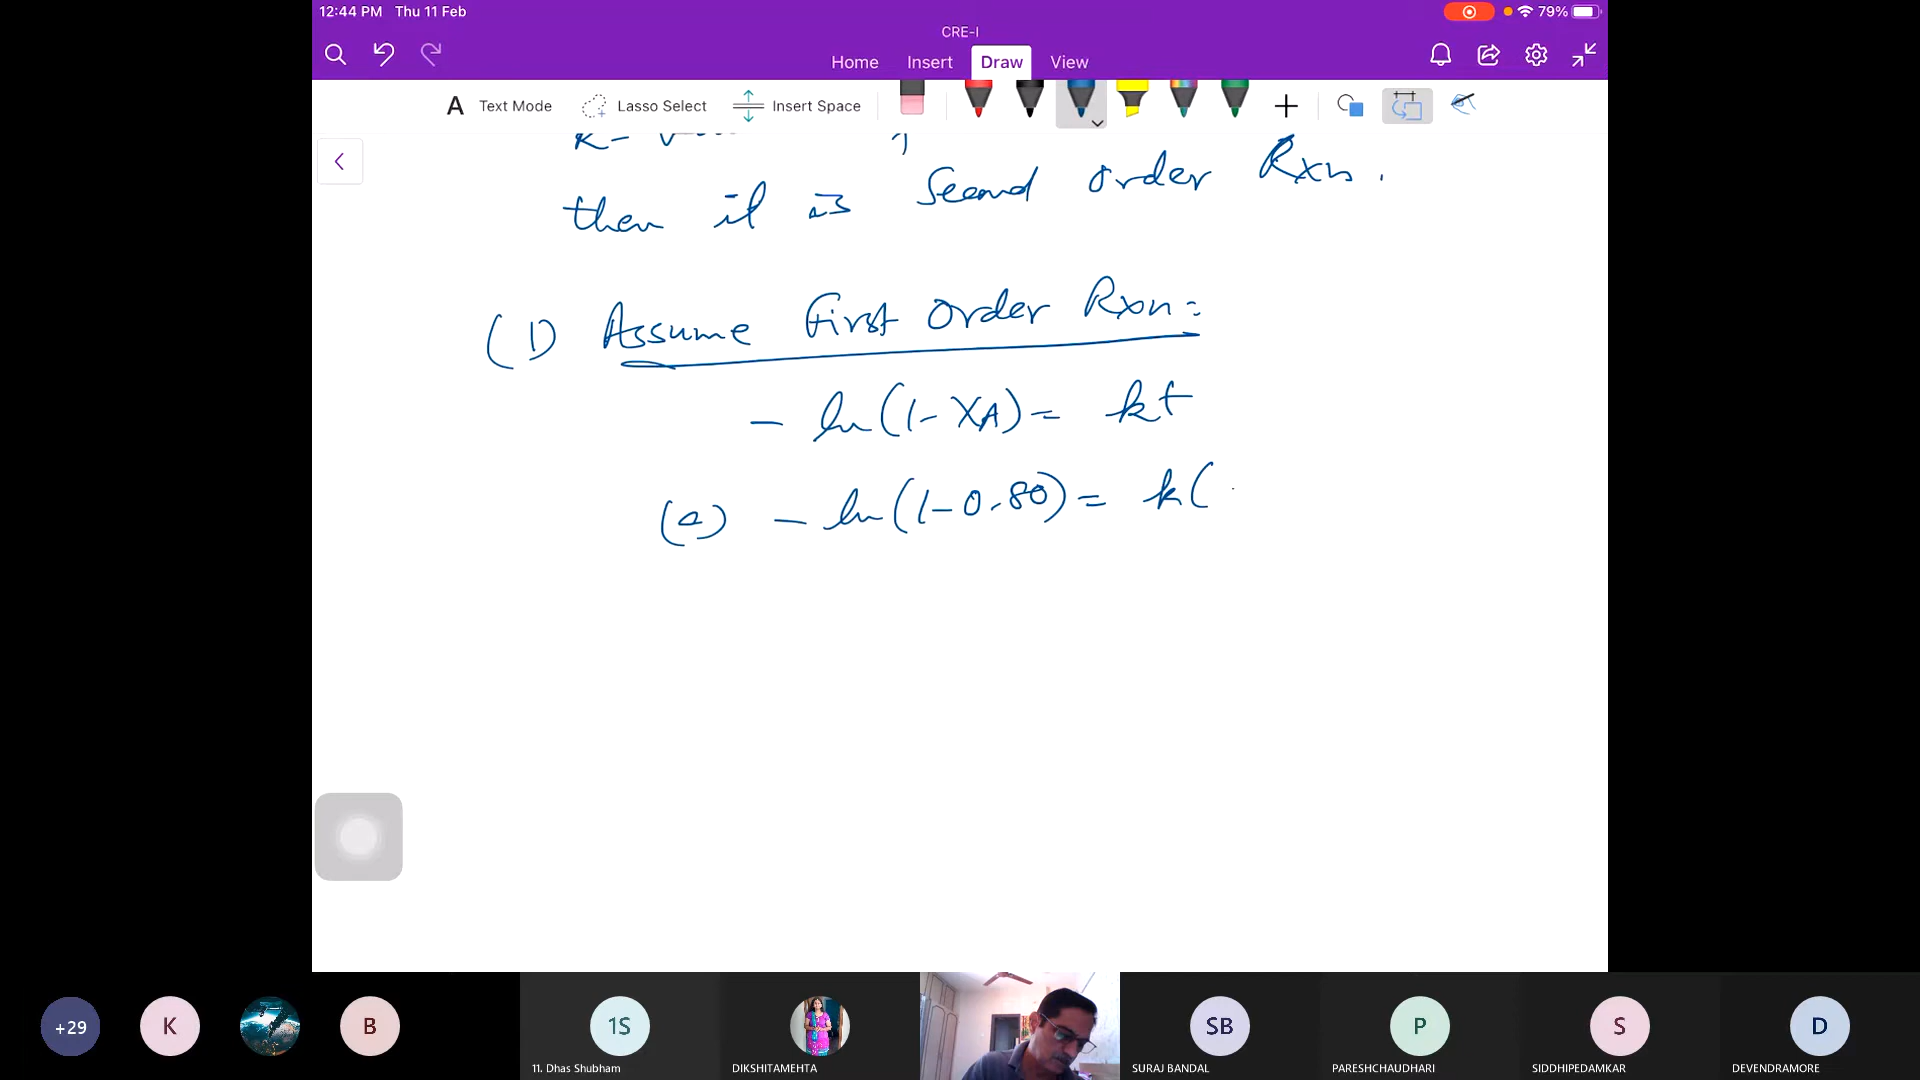 12:44 PM Thu 11 Feb
79%
CRE-I
Home Insert Draw View
A Text Mode Lasso Select Insert Space
then it is Second order Rxn.
(1) Assume First Order Rxn:
- ln(1-XA) = kt
(a) - ln(1-0.80) = k(
+29
K
B
1S
SB
P
S
D
11. Dhas Shubham
DIKSHITAMEHTA
SURAJ BANDAL
PARESHCHAUDHARI
SIDDHIPEDAMKAR
DEVENDRAMORE